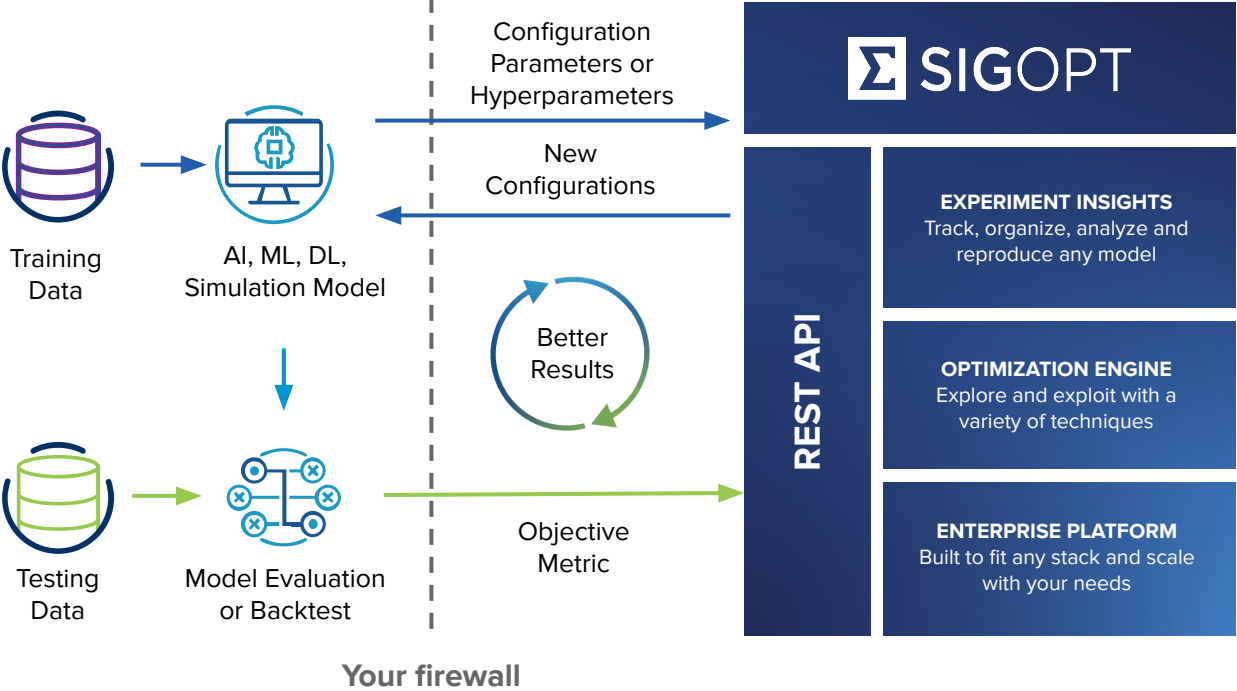 Configuration
Parameters or
Hyperparameters
SIGOPT
New
Configurations
Training
Data
AI, ML, DL,
Simulation Model
Better
Results
REST API
EXPERIMENT INSIGHTS
Track, organize, analyze and
reproduce any model
OPTIMIZATION ENGINE
Explore and exploit with a
variety of techniques
ENTERPRISE PLATFORM
Built to fit any stack and scale
with your needs
Testing
Data
Model Evaluation
or Backtest
Objective
Metric
Your firewall